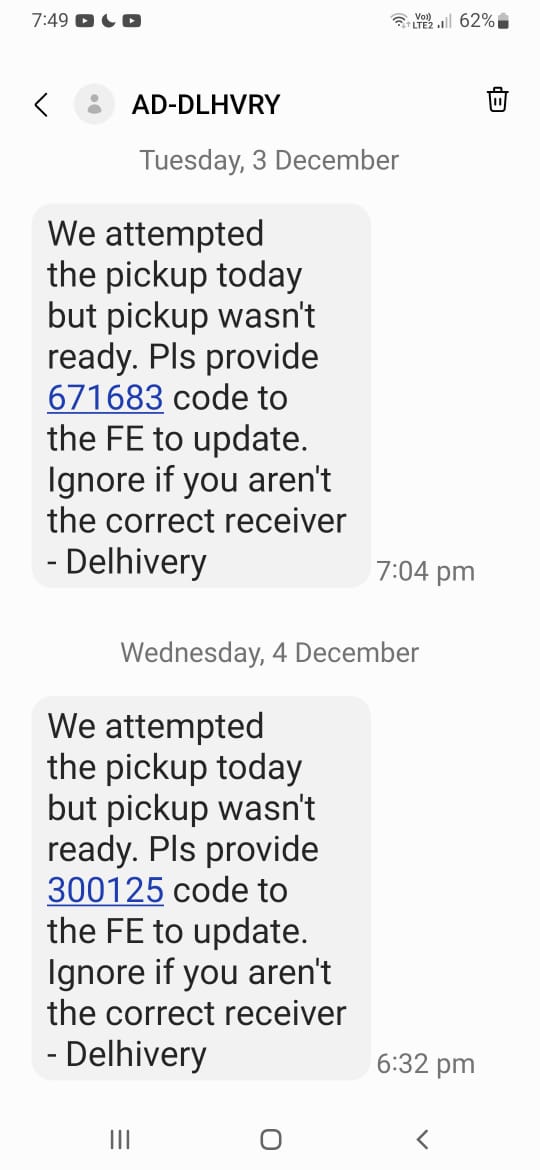 7:49
Vo)) LTE2 62%
AD-DLHVRY
Tuesday, 3 December
We attempted
the pickup today
but pickup wasn't
ready. Pls provide
671683 code to
the FE to update.
Ignore if you aren't
the correct receiver
- Delhivery
7:04 pm
Wednesday, 4 December
We attempted
the pickup today
but pickup wasn't
ready. Pls provide
300125 code to
the FE to update.
Ignore if you aren't
the correct receiver
- Delhivery
6:32 pm